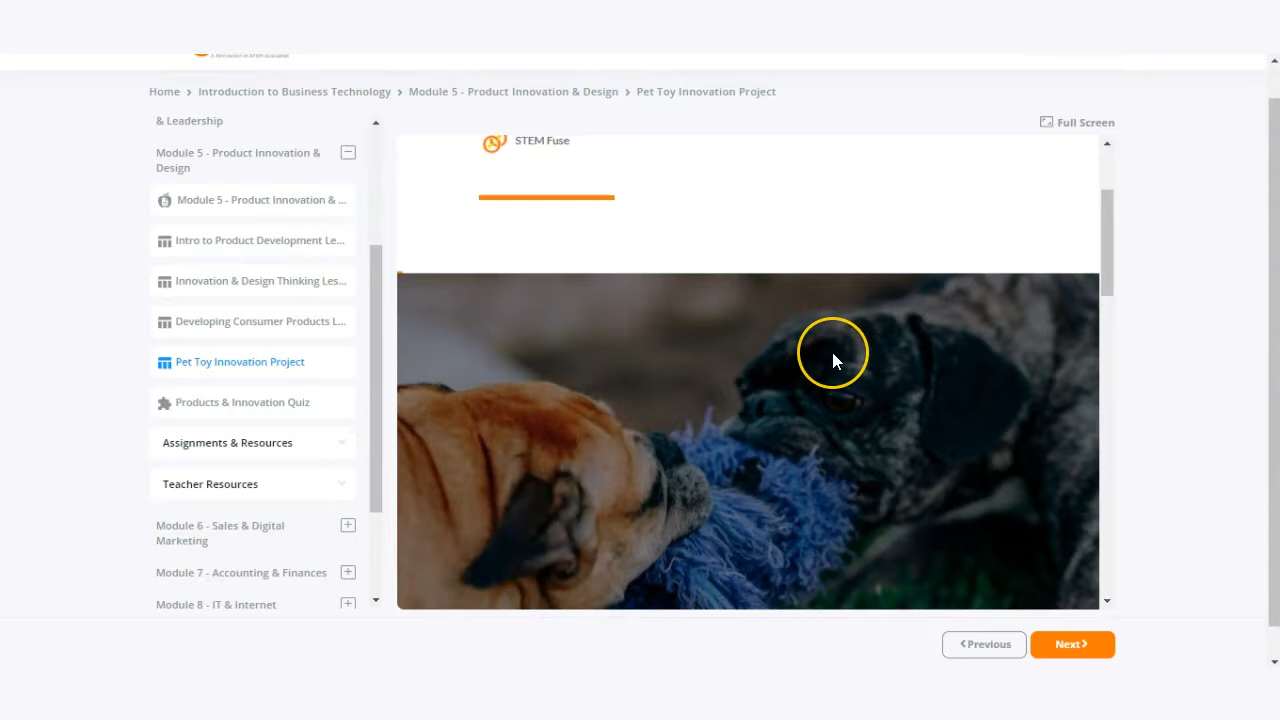 Home > Introduction to Business Technology > Module 5 - Product Innovation & Design > Pet Toy Innovation Project
& Leadership
Full Screen
Module 5 - Product Innovation &
Design
STEM Fuse
Module 5 - Product Innovation & ...
Intro to Product Development Le...
Innovation & Design Thinking Les...
Developing Consumer Products L...
Pet Toy Innovation Project
Products & Innovation Quiz
Assignments & Resources
Teacher Resources
Module 6 - Sales & Digital
Marketing
Module 7 - Accounting & Finances
Module 8 - IT & Internet
Previous
Next